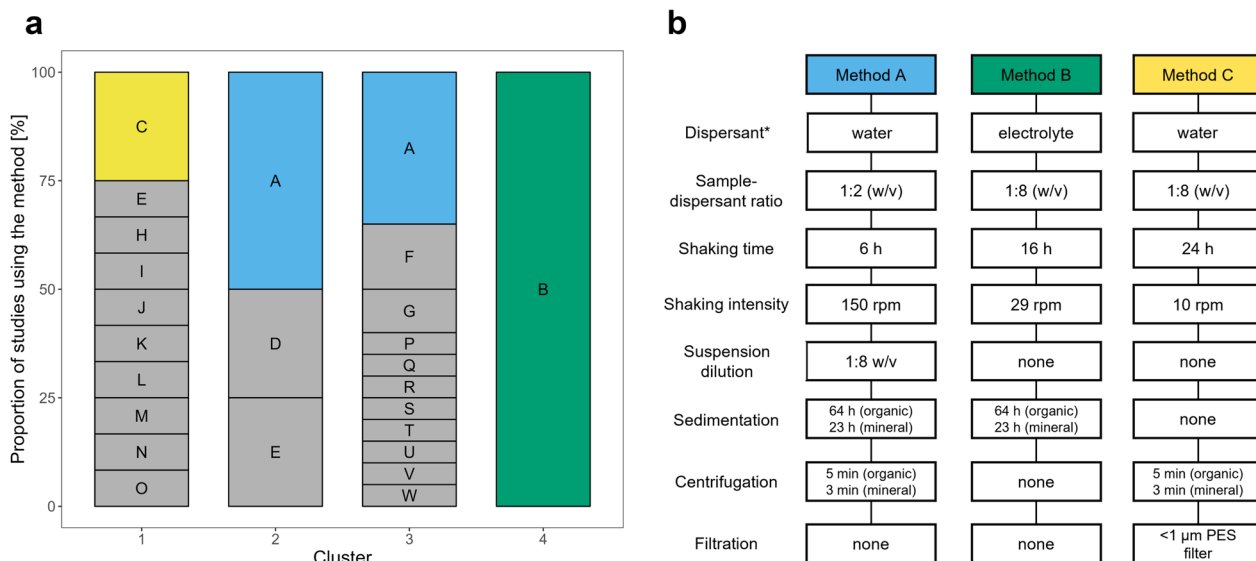 a
Proportion of studies using the method [%]
100
75
50
25
0
C
E
H
I
J
K
L
M
N
O
A
D
E
A
F
G
P
Q
R
S
T
U
V
W
B
1
2
3
4
Cluster
b
Method A
Method B
Method C
Dispersant*
water
electrolyte
water
Sample-
dispersant ratio
1:2 (w/v)
1:8 (w/v)
1:8 (w/v)
Shaking time
6 h
16 h
24 h
Shaking intensity
150 rpm
29 rpm
10 rpm
Suspension
dilution
1:8 w/v
none
none
Sedimentation
64 h (organic)
23 h (mineral)
64 h (organic)
23 h (mineral)
none
Centrifugation
5 min (organic)
3 min (mineral)
none
5 min (organic)
3 min (mineral)
Filtration
none
none
<1 µm PES
filter